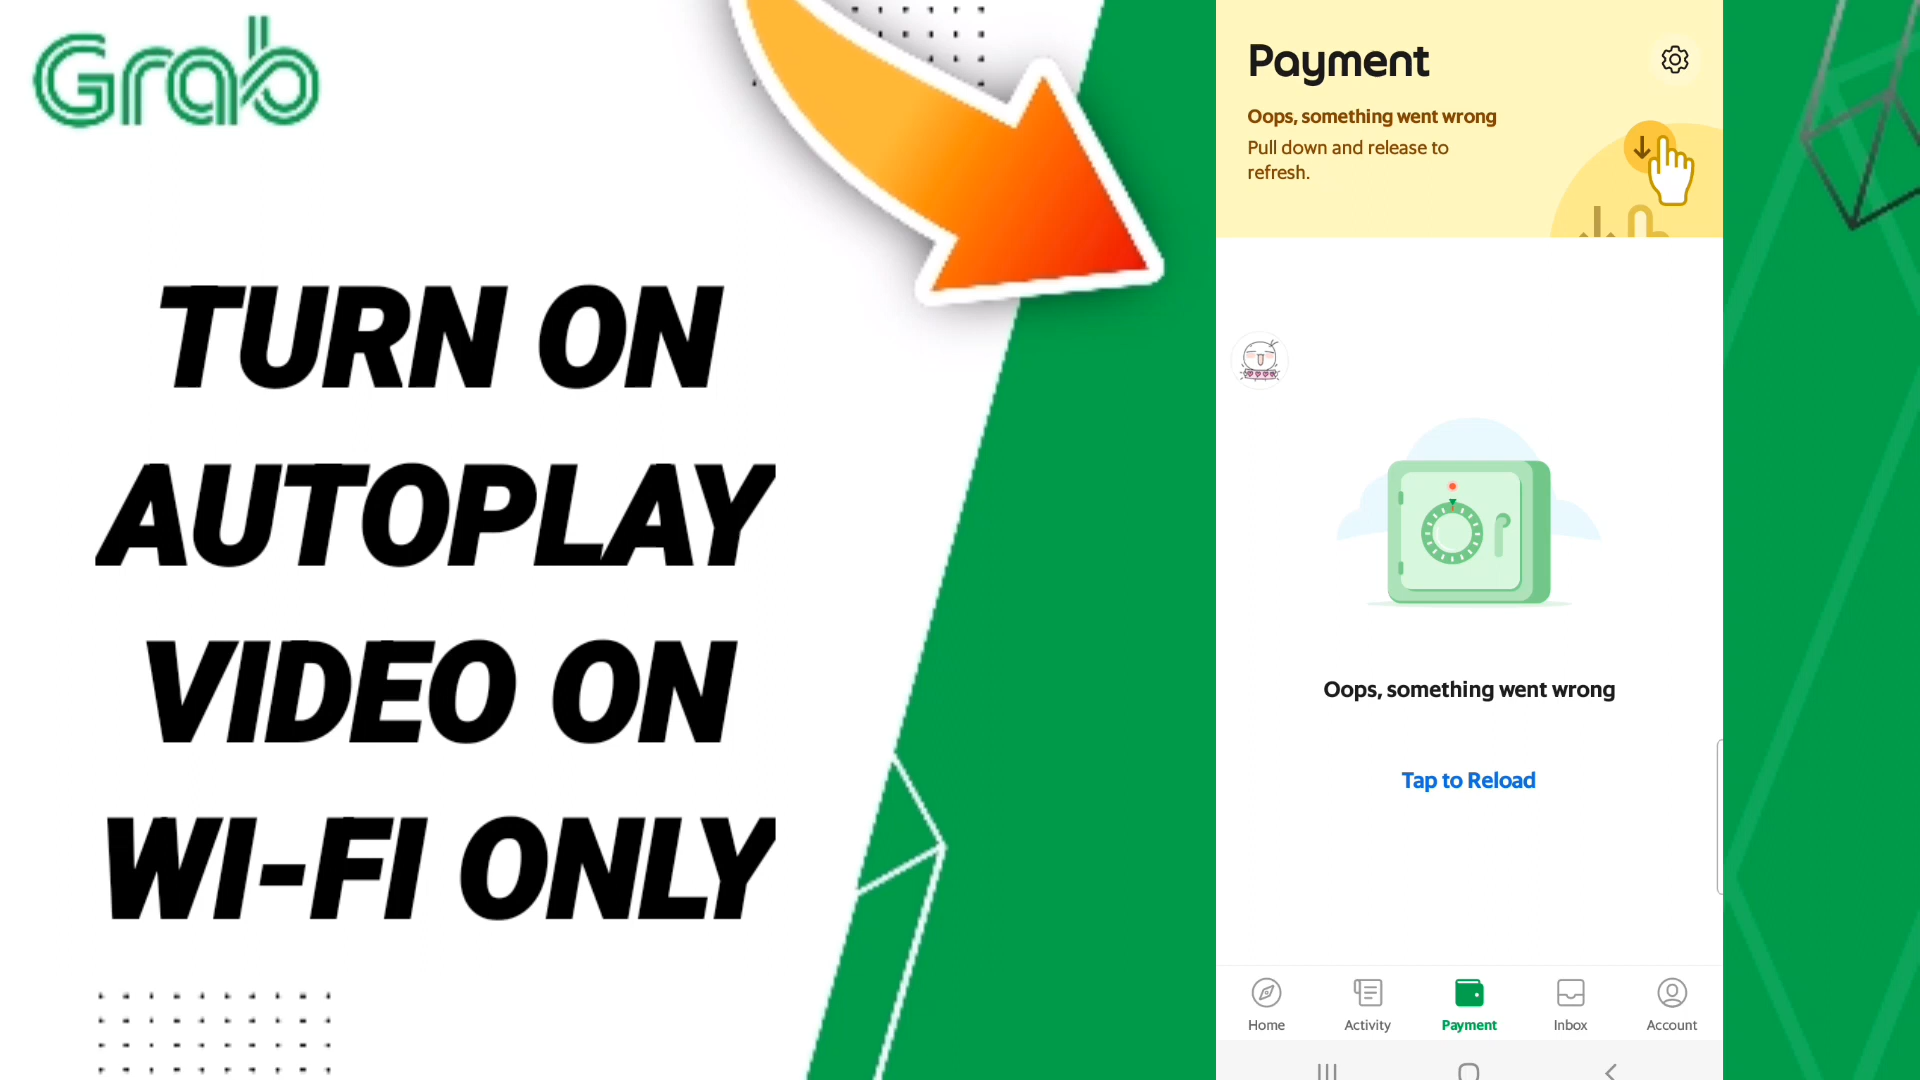 Grab
TURN ON
AUTOPLAY
VIDEO ON
WI-FI ONLY
Payment
Oops, something went wrong
Pull down and release to
refresh.
Oops, something went wrong
Tap to Reload
Home
Activity
Payment
Inbox
Account